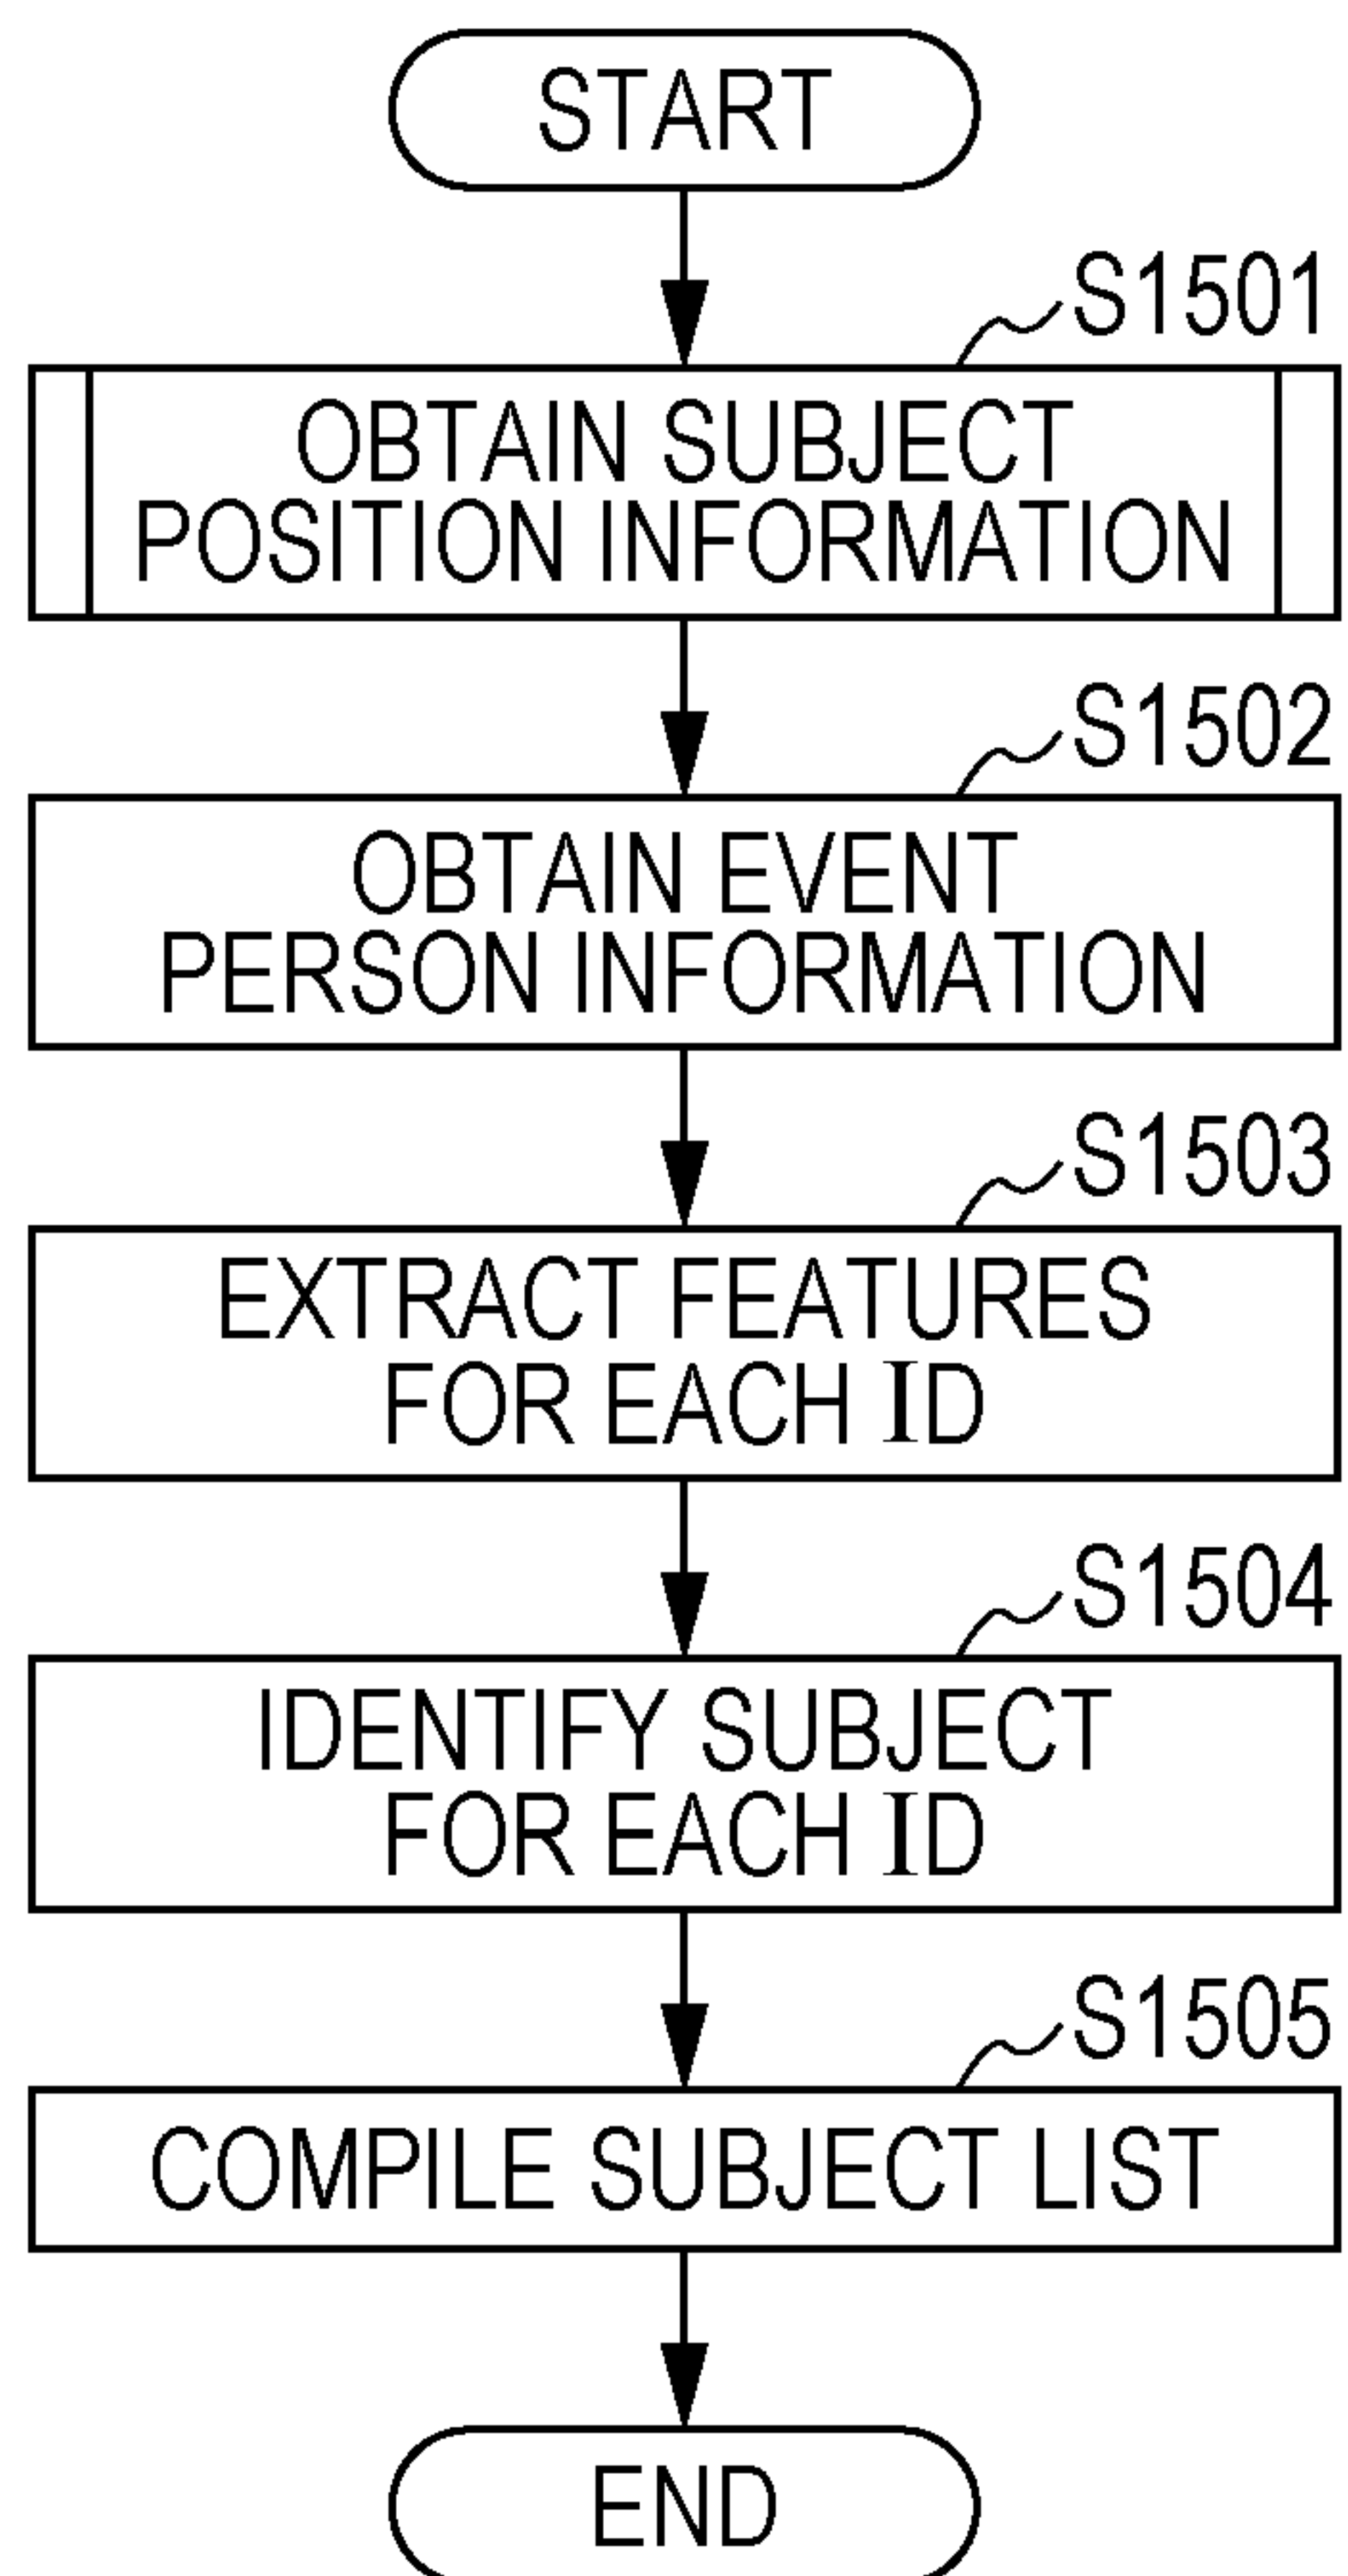 START
S1501
OBTAIN SUBJECT
POSITION INFORMATION
S1502
OBTAIN EVENT
PERSON INFORMATION
S1503
EXTRACT FEATURES
FOR EACH ID
S1504
IDENTIFY SUBJECT
FOR EACH ID
S1505
COMPILE SUBJECT LIST
END